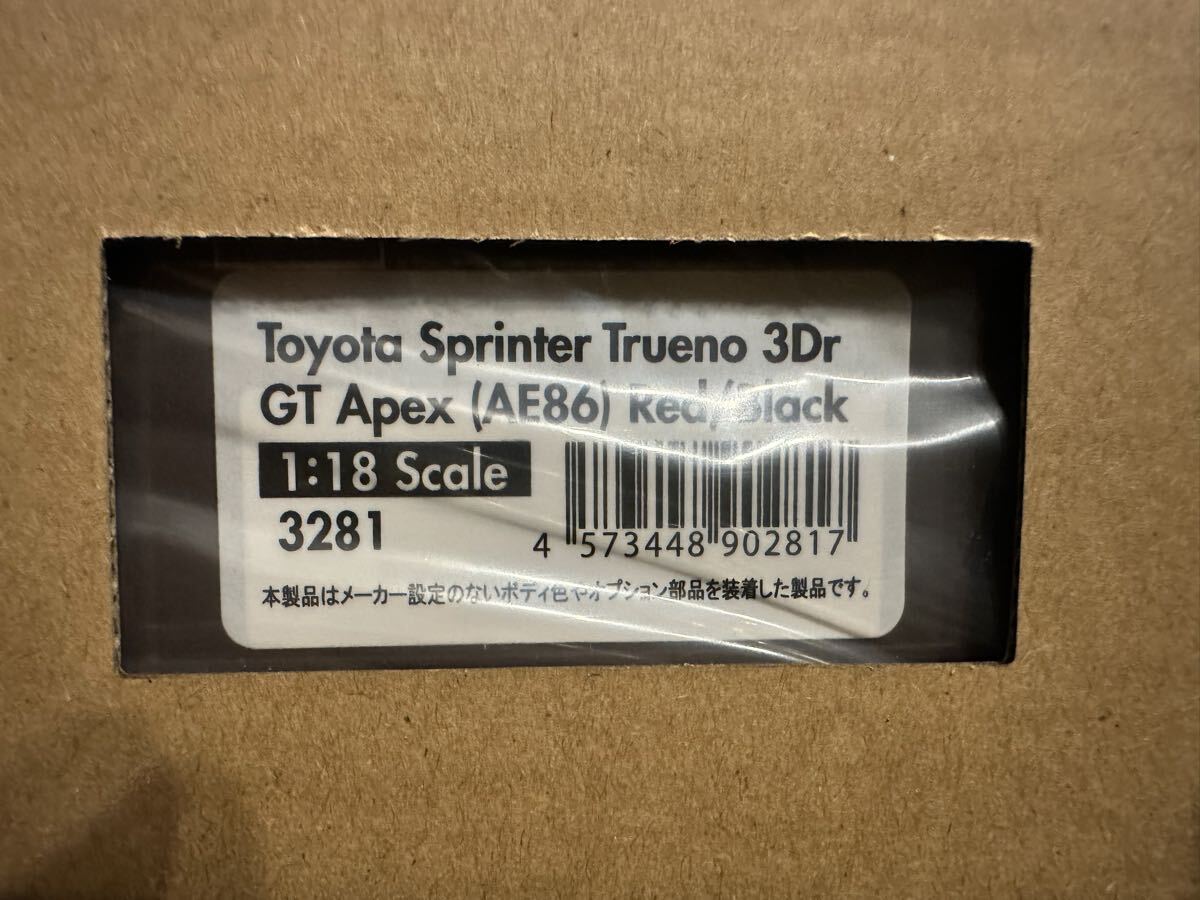 Toyota Sprinter Trueno 3Dr
GT Apex (AE86) Red/Black
1:18 Scale
3281
4 573448 902817
本製品はメーカー設定のないボディ色やオプション部品を装着した製品です。